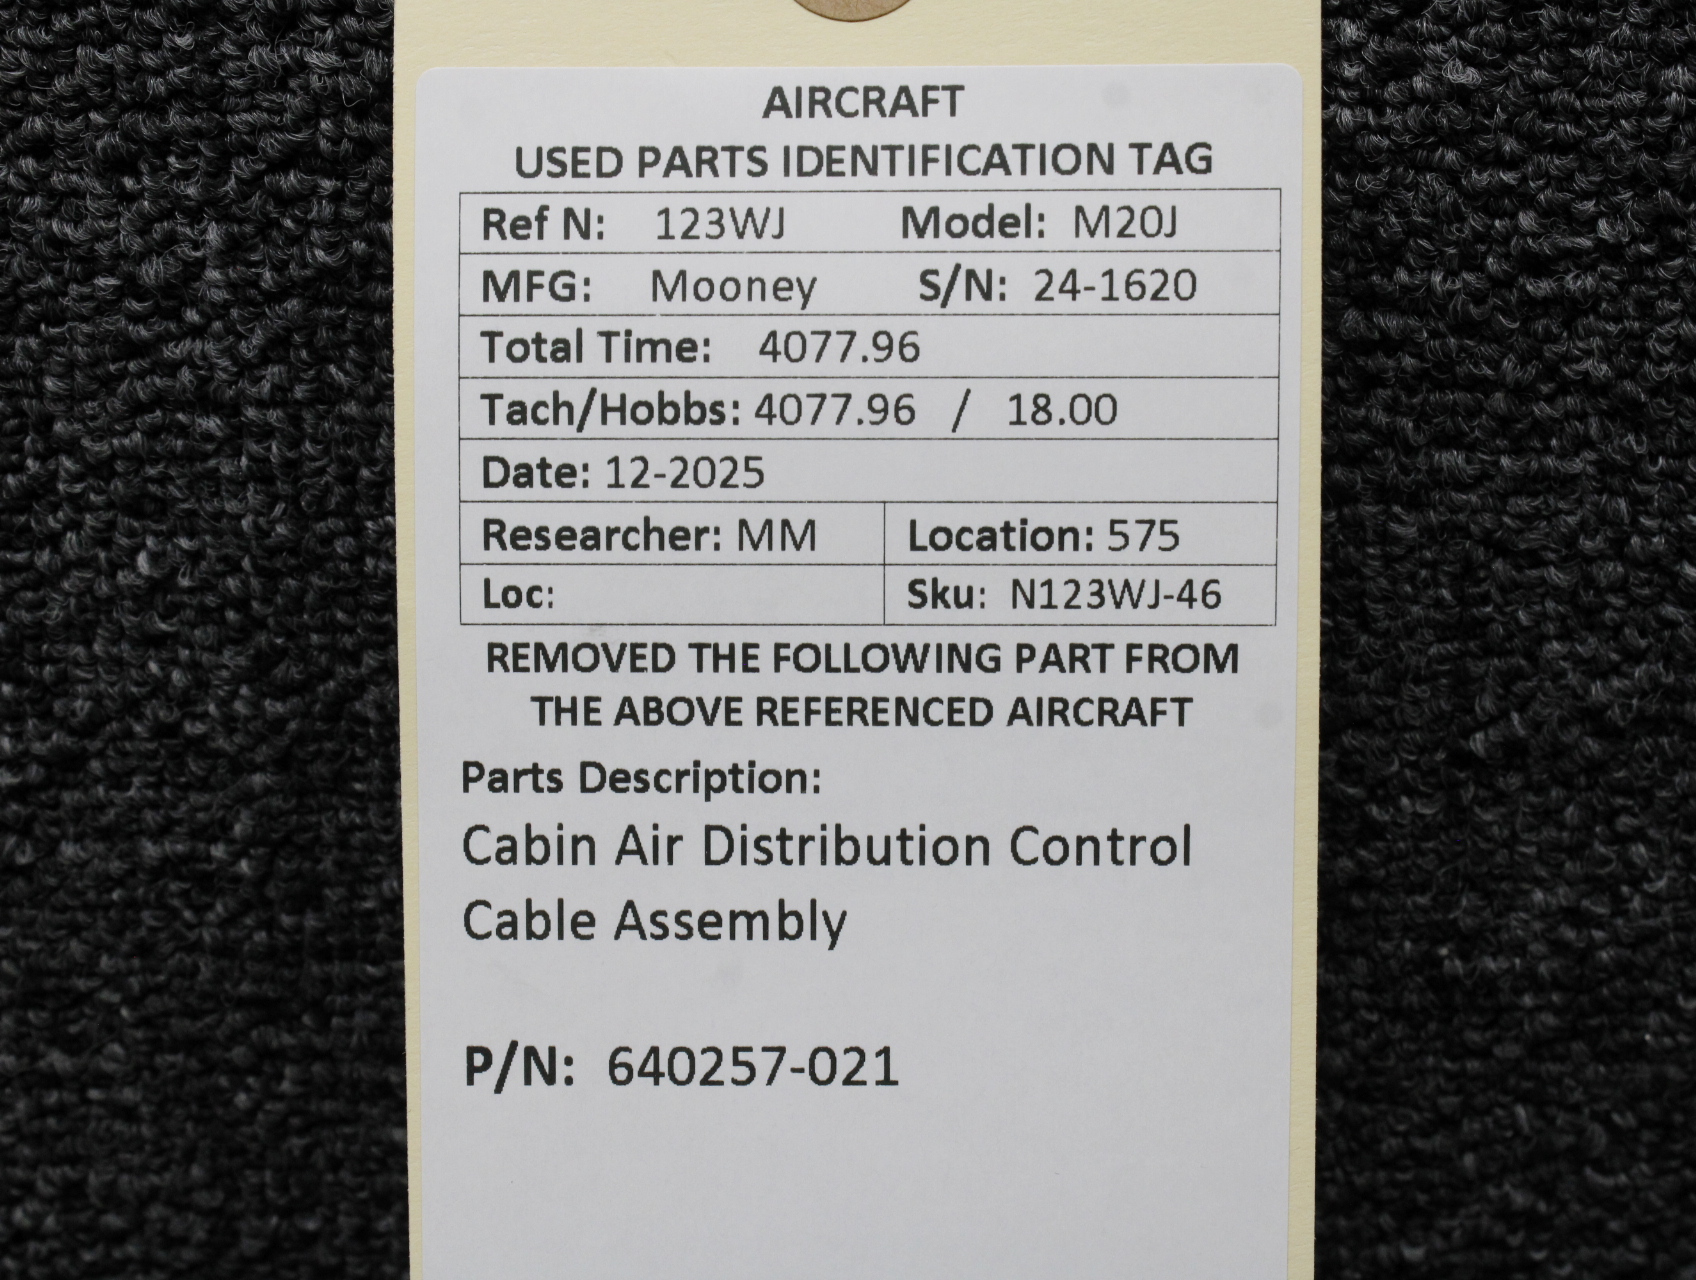 AIRCRAFT
USED PARTS IDENTIFICATION TAG
Ref N: 123WJ Model: M20J
MFG: Mooney S/N: 24-1620
Total Time: 4077.96
Tach/Hobbs: 4077.96 / 18.00
Date: 12-2025
Researcher: MM Location: 575
Loc: Sku: N123WJ-46
REMOVED THE FOLLOWING PART FROM
THE ABOVE REFERENCED AIRCRAFT
Parts Description:
Cabin Air Distribution Control
Cable Assembly
P/N: 640257-021